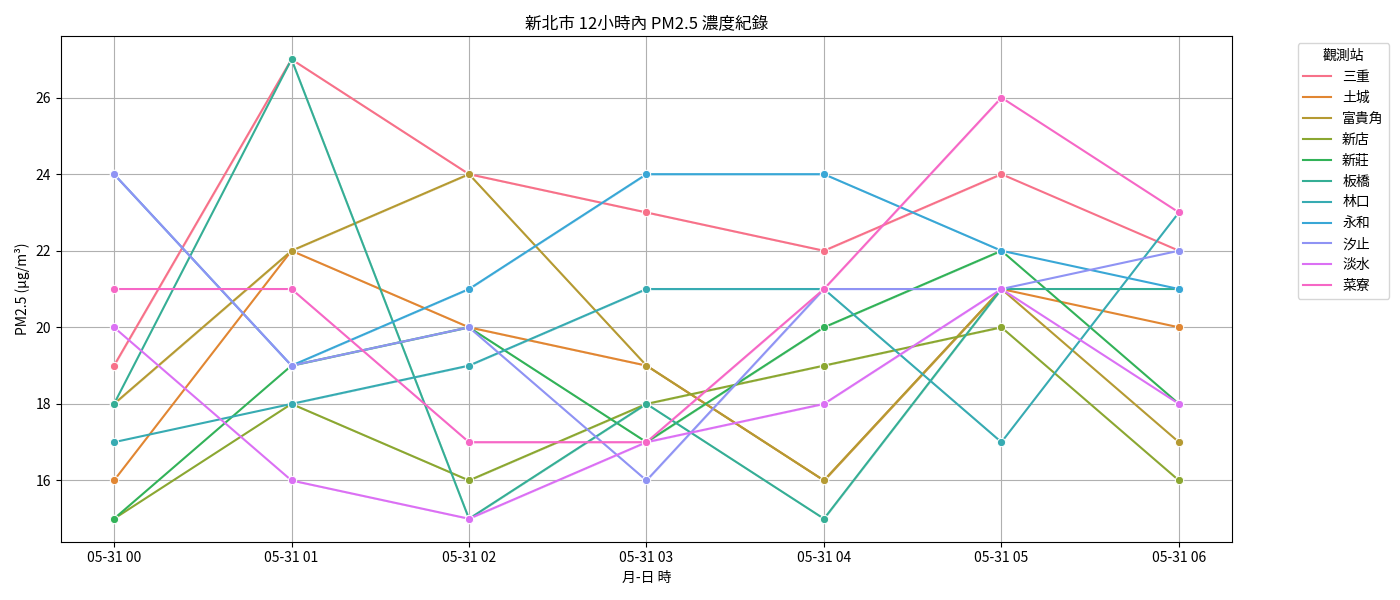 新北市 12小時內 PM2.5 濃度紀錄
PM2.5 (μg/m³)
26
24
22
20
18
16
05-31 00
05-31 01
05-31 02
05-31 03
05-31 04
05-31 05
05-31 06
月-日 時
觀測站
三重
土城
富貴角
新店
新莊
板橋
林口
永和
汐止
淡水
菜寮